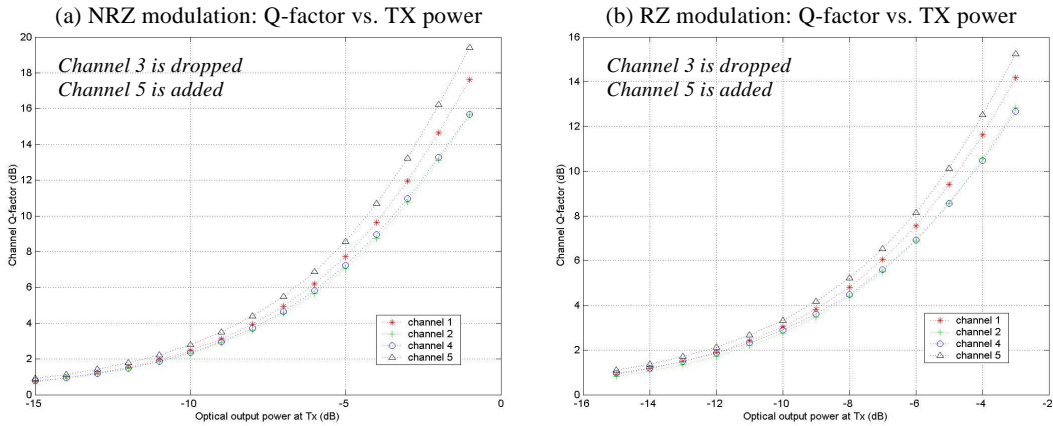 (a) NRZ modulation: Q-factor vs. TX power
20
18
16
14
12
10
8
6
4
2
0
Channel Q-factor (dB)
Channel 3 is dropped
Channel 5 is added
channel 1
channel 2
channel 4
channel 5
-15
-10
-5
0
Optical output power at Tx (dB)
(b) RZ modulation: Q-factor vs. TX power
16
14
12
10
8
6
4
2
0
Channel Q-factor (dB)
Channel 3 is dropped
Channel 5 is added
channel 1
channel 2
channel 4
channel 5
-16
-14
-12
-10
-8
-6
-4
-2
Optical output power at Tx (dB)